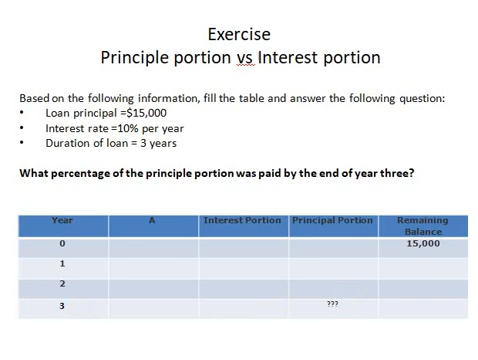 Exercise
Principle portion vs Interest portion
Based on the following information, fill the table and answer the following question:
• Loan principal =$15,000
• Interest rate =10% per year
• Duration of loan = 3 years
What percentage of the principle portion was paid by the end of year three?
Year A Interest Portion Principal Portion Remaining Balance
0 15,000
1
2
3 ???